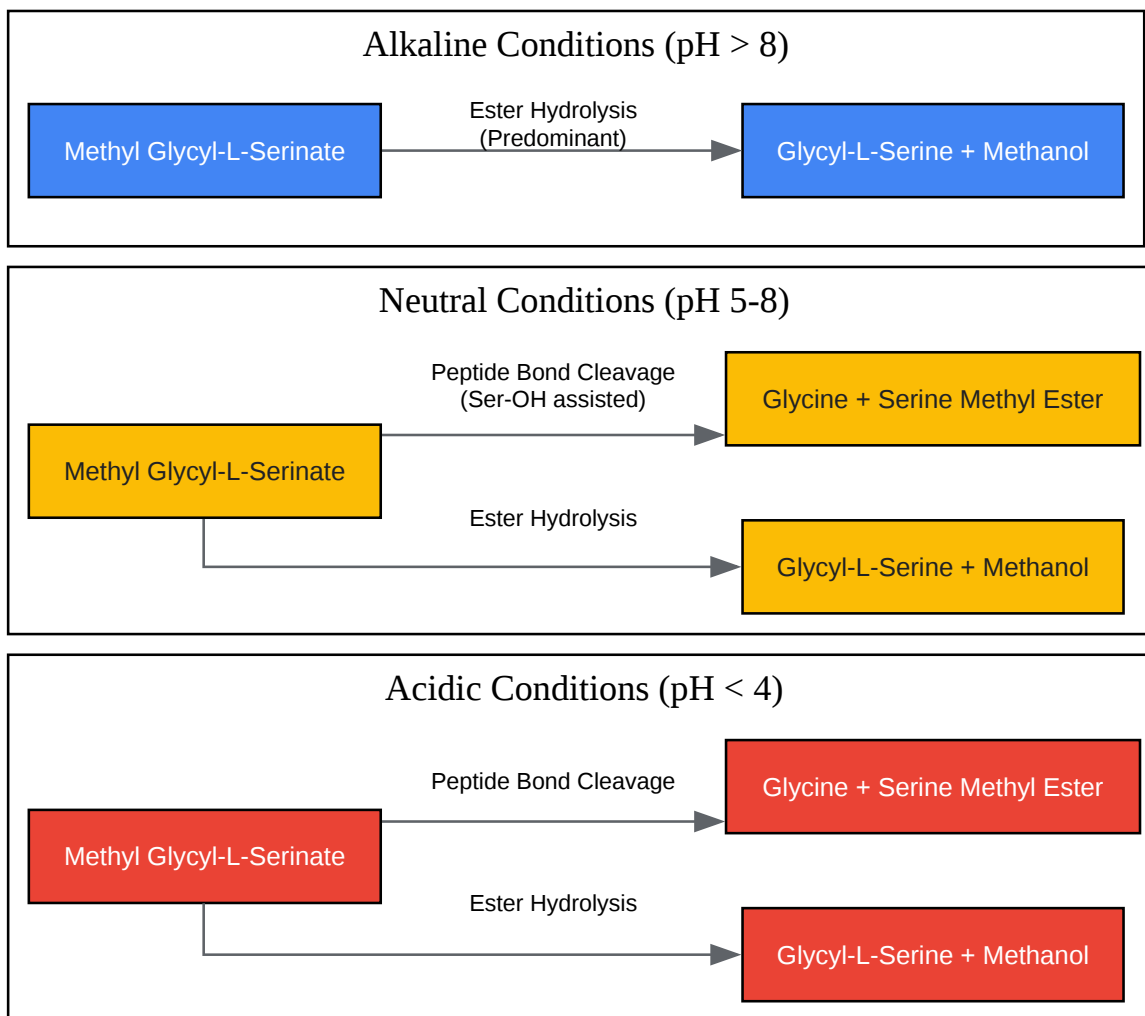 Alkaline Conditions (pH > 8)
Methyl Glycyl-L-Serinate
Ester Hydrolysis
(Predominant)
Glycyl-L-Serine + Methanol
Neutral Conditions (pH 5-8)
Methyl Glycyl-L-Serinate
Peptide Bond Cleavage
(Ser-OH assisted)
Glycine + Serine Methyl Ester
Ester Hydrolysis
Glycyl-L-Serine + Methanol
Acidic Conditions (pH < 4)
Methyl Glycyl-L-Serinate
Peptide Bond Cleavage
Glycine + Serine Methyl Ester
Ester Hydrolysis
Glycyl-L-Serine + Methanol